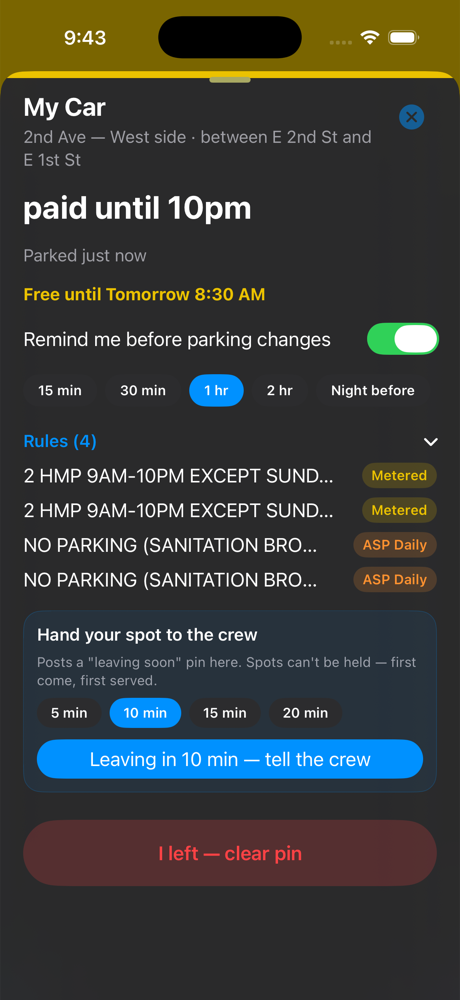 9:43
My Car
2nd Ave — West side · between E 2nd St and
E 1st St
paid until 10pm
Parked just now
Free until Tomorrow 8:30 AM
Remind me before parking changes
15 min
30 min
1 hr
2 hr
Night before
Rules (4)
2 HMP 9AM-10PM EXCEPT SUND...
Metered
2 HMP 9AM-10PM EXCEPT SUND...
Metered
NO PARKING (SANITATION BRO...
ASP Daily
NO PARKING (SANITATION BRO...
ASP Daily
Hand your spot to the crew
Posts a "leaving soon" pin here. Spots can't be held — first
come, first served.
5 min
10 min
15 min
20 min
Leaving in 10 min — tell the crew
I left — clear pin